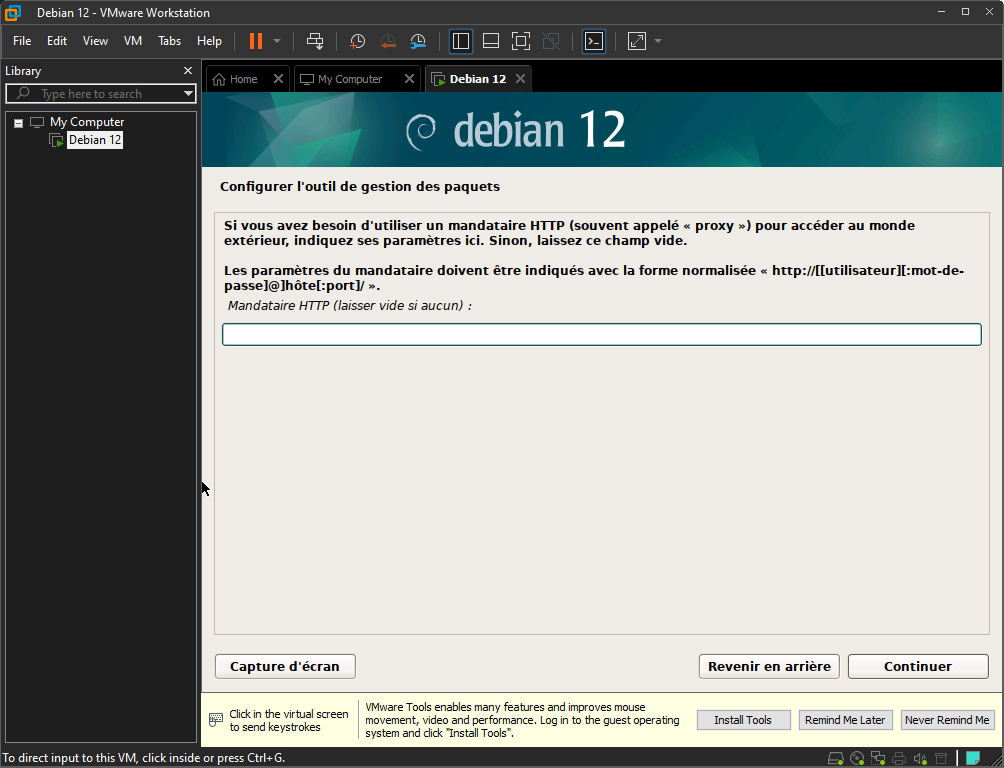 Debian 12 - VMware Workstation
File Edit View VM Tabs Help
Library
Type here to search
My Computer
Debian 12
Home
My Computer
Debian 12
debian 12
Configurer l'outil de gestion des paquets
Si vous avez besoin d'utiliser un mandataire HTTP (souvent appelé « proxy ») pour accéder au monde
extérieur, indiquez ses paramètres ici. Sinon, laissez ce champ vide.
Les paramètres du mandataire doivent être indiqués avec la forme normalisée « http://[[utilisateur][:mot-de-
passe]@]hôte[:port]/ ».
Mandataire HTTP (laisser vide si aucun) :
Capture d'écran
Revenir en arrière
Continuer
Click in the virtual screen
to send keystrokes
VMware Tools enables many features and improves mouse
movement, video and performance. Log in to the guest operating
system and click "Install Tools".
Install Tools
Remind Me Later
Never Remind Me
To direct input to this VM, click inside or press Ctrl+G.